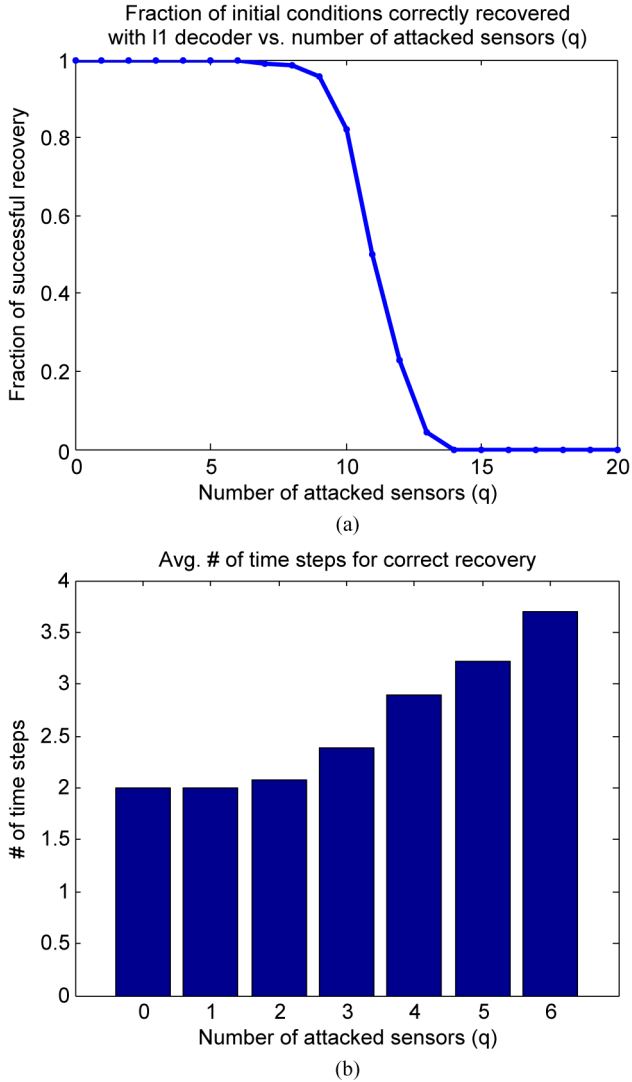 Fraction of initial conditions correctly recovered
with l1 decoder vs. number of attacked sensors (q)
Fraction of successful recovery
1
0.8
0.6
0.4
0.2
0
0 5 10 15 20
Number of attacked sensors (q)
(a)
Avg. # of time steps for correct recovery
# of time steps
4
3.5
3
2.5
2
1.5
1
0.5
0
0 1 2 3 4 5 6
Number of attacked sensors (q)
(b)